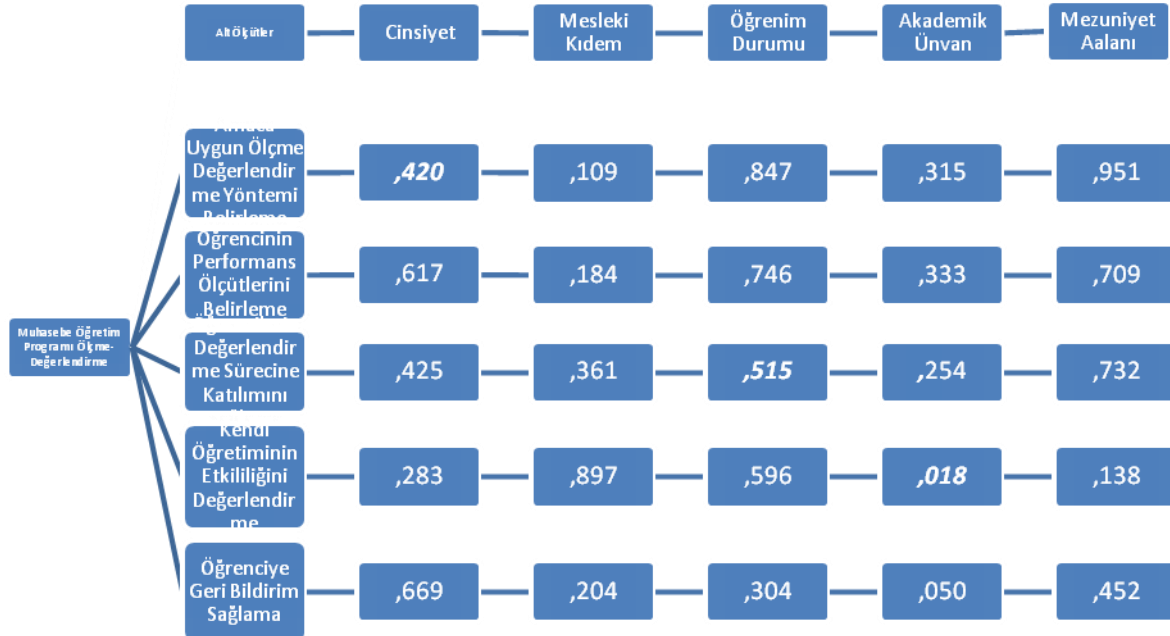 Alt Ölçütler
Cinsiyet
Mesleki
Kıdem
Öğrenim
Durumu
Akademik
Ünvan
Mezuniyet
Aalanı
Muhasebe Öğretim
Programı Ölçme-
Değerlendirme
Uygun Ölçme
Değerlendir
me Yöntemi
Belirleme
,420
,109
,847
,315
,951
Öğrencinin
Performans
Ölçütlerini
Belirleme
,617
,184
,746
,333
,709
Değerlendir
me Sürecine
Katılımını
,425
,361
,515
,254
,732
Kendi
Öğretiminin
Etkililiğini
Değerlendir
me
,283
,897
,596
,018
,138
Öğrenciye
Geri Bildirim
Sağlama
,669
,204
,304
,050
,452